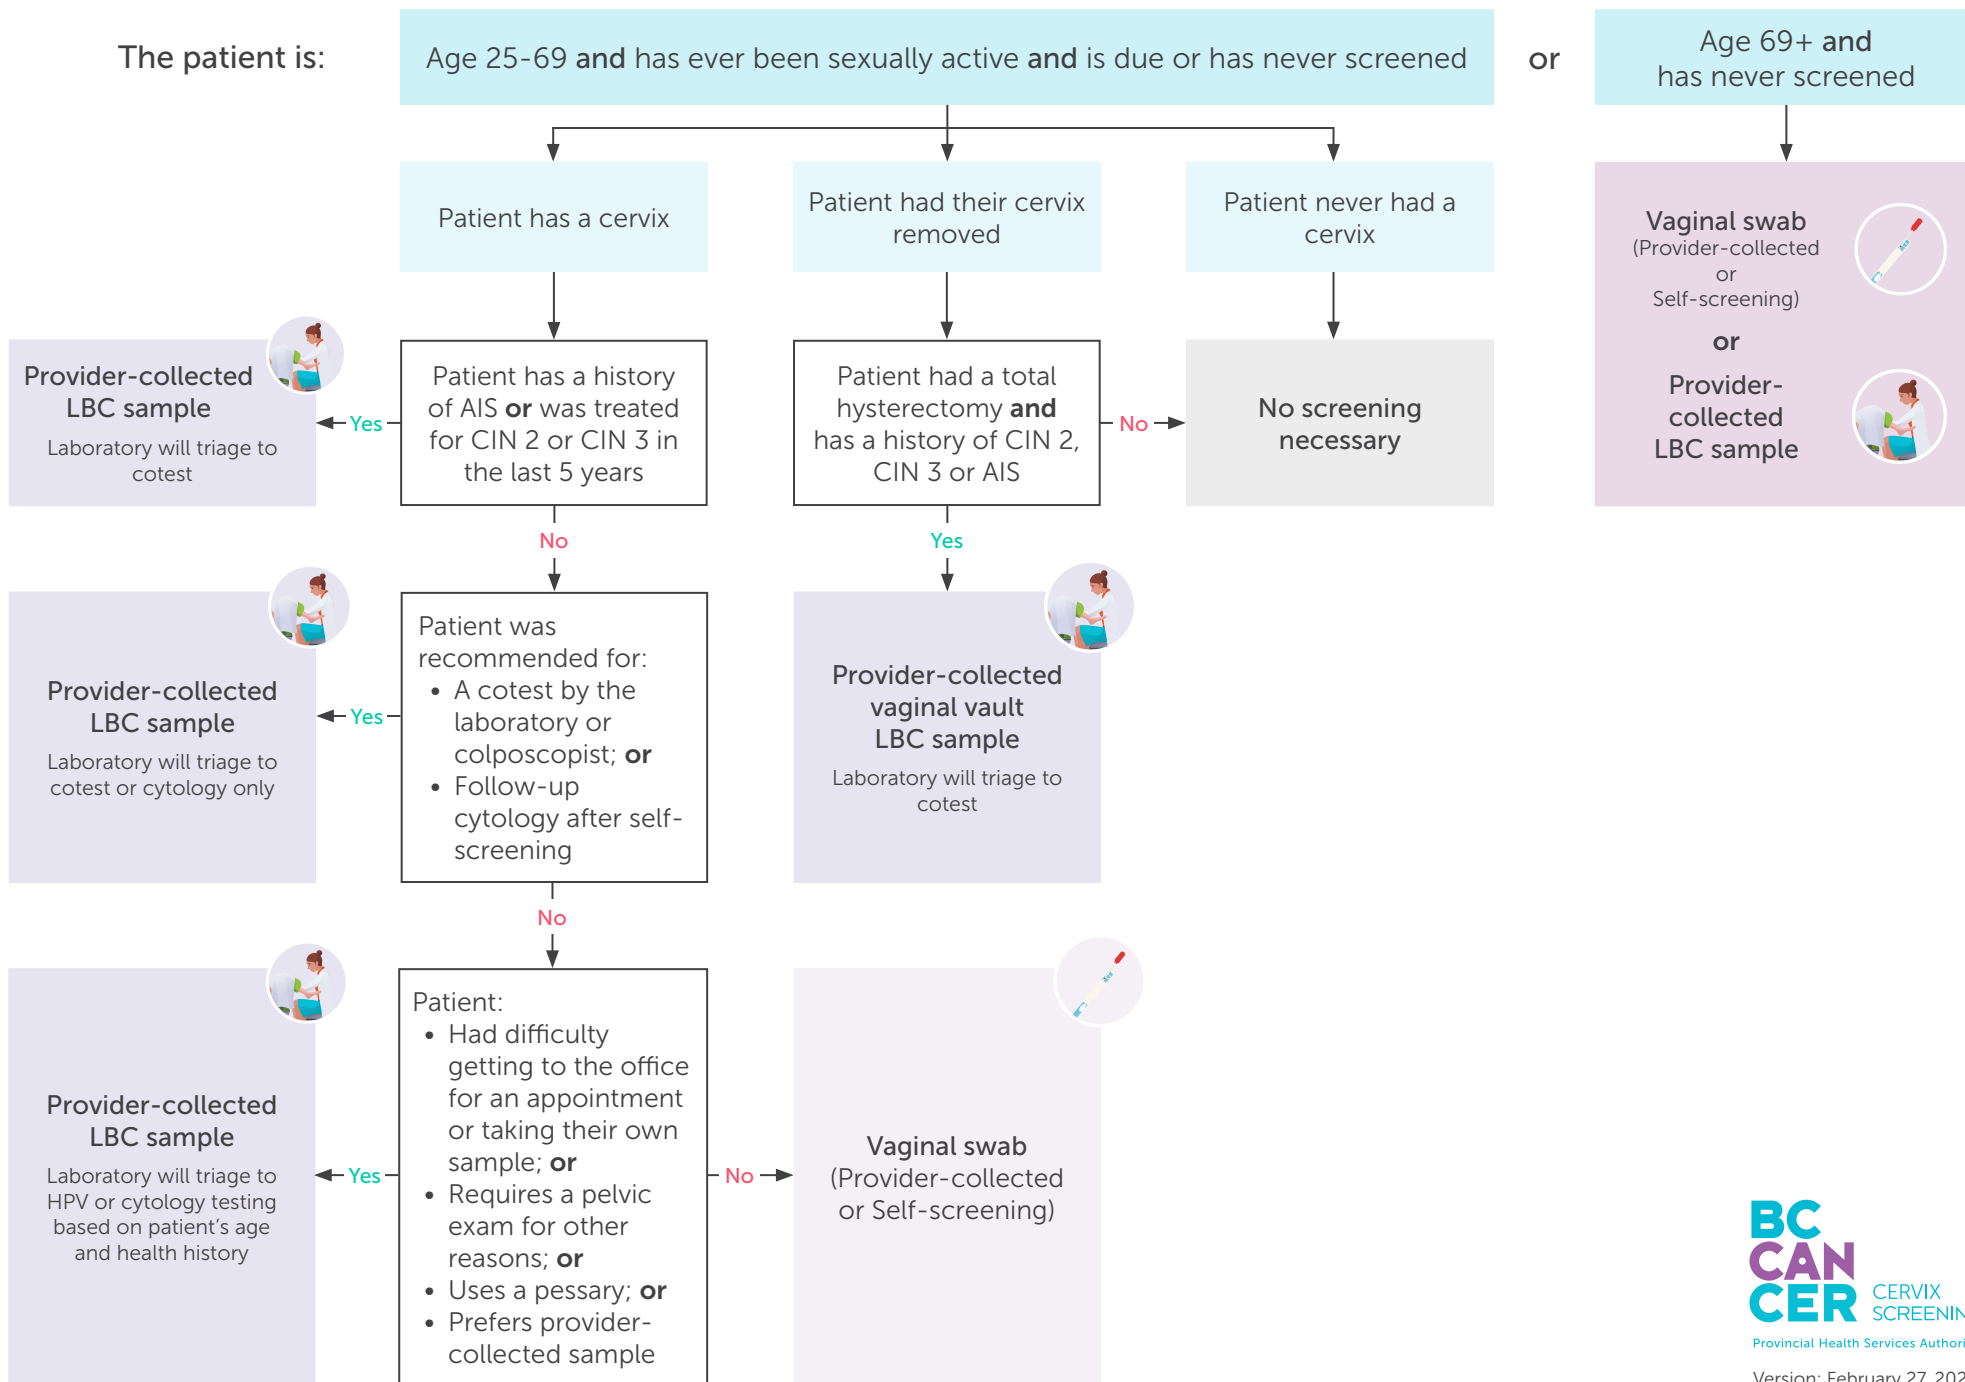 The patient is:
Age 25-69 and has ever been sexually active and is due or has never screened
or
Age 69+ and
has never screened
Patient has a cervix
Patient had their cervix
removed
Patient never had a
cervix
Vaginal swab
(Provider-collected
or
Self-screening)
or
Provider-
collected
LBC sample
Provider-collected
LBC sample
Laboratory will triage to
cotest
Yes
Patient has a history
of AIS or was treated
for CIN 2 or CIN 3 in
the last 5 years
Patient had a total
hysterectomy and
has a history of CIN 2,
CIN 3 or AIS
No
No screening
necessary
No
Yes
Provider-collected
LBC sample
Laboratory will triage to
cotest or cytology only
Yes
Patient was
recommended for:
• A cotest by the
laboratory or
colposcopist; or
• Follow-up
cytology after self-
screening
Provider-collected
vaginal vault
LBC sample
Laboratory will triage to
cotest
No
Provider-collected
LBC sample
Laboratory will triage to
HPV or cytology testing
based on patient's age
and health history
Yes
Patient:
• Had difficulty
getting to the office
for an appointment
or taking their own
sample; or
• Requires a pelvic
exam for other
reasons; or
• Uses a pessary; or
• Prefers provider-
collected sample
No
Vaginal swab
(Provider-collected
or Self-screening)
BC
CAN
CER
CERVIX
Provincial Health Services
Version: February 27,